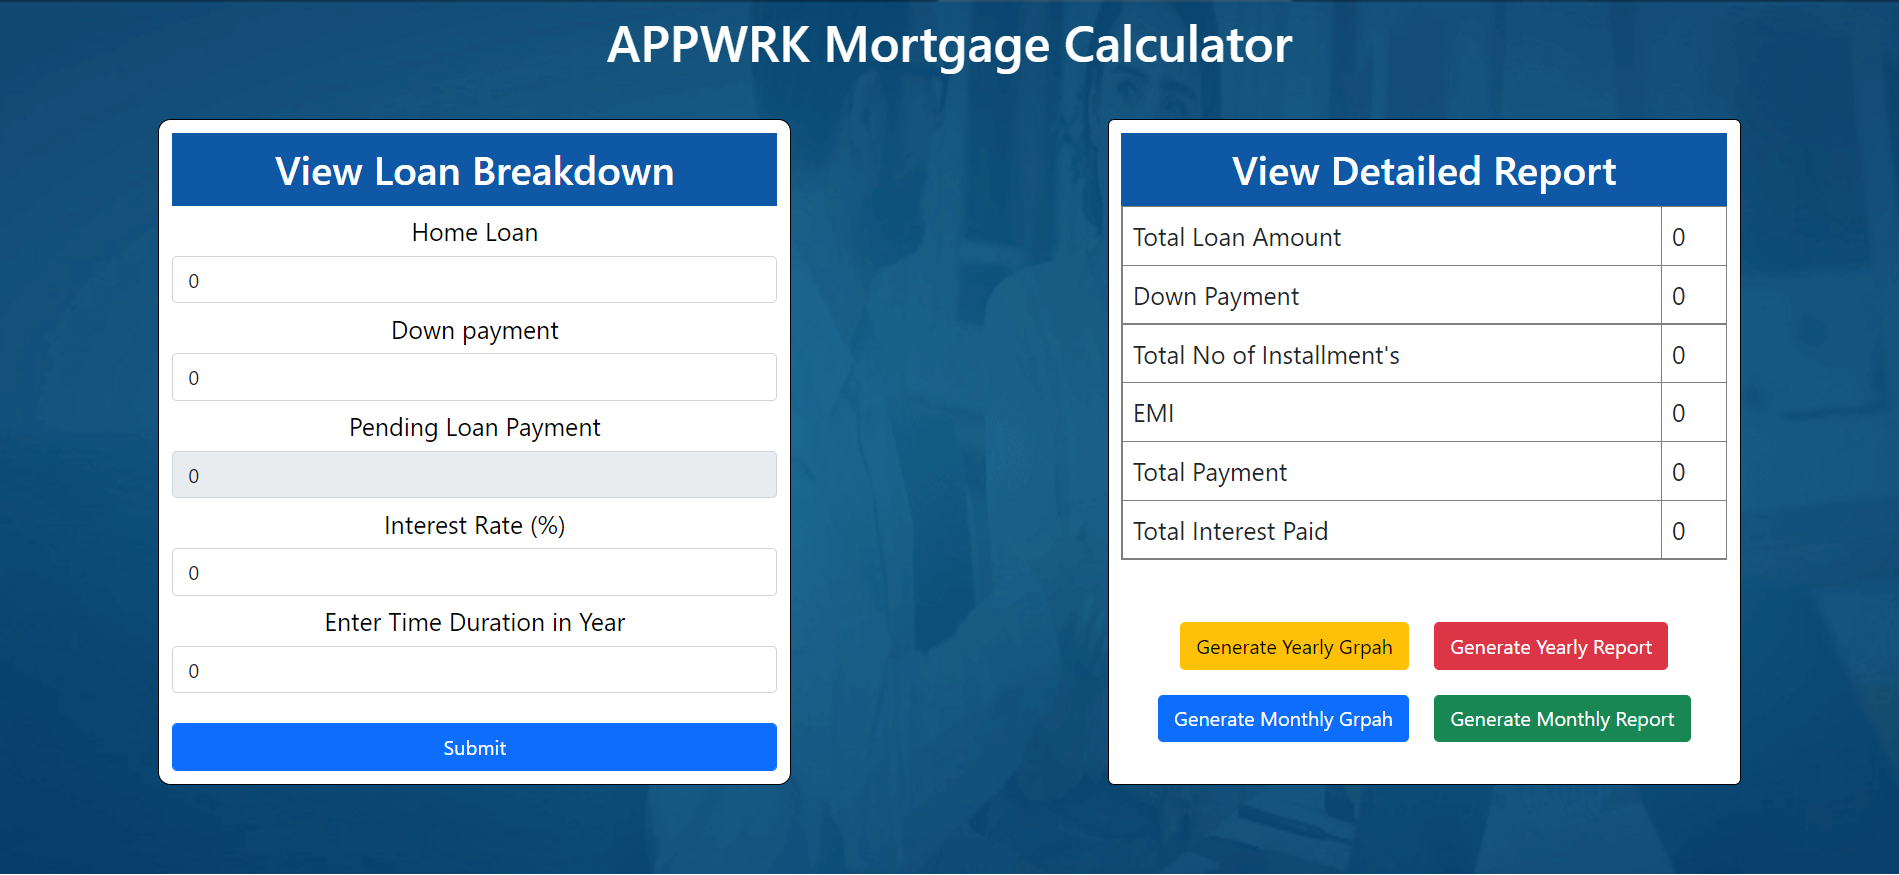 APPWRK Mortgage Calculator
View Loan Breakdown
Home Loan
0
Down payment
0
Pending Loan Payment
0
Interest Rate (%)
0
Enter Time Duration in Year
0
Submit
View Detailed Report
Total Loan Amount 0
Down Payment 0
Total No of Installment's 0
EMI 0
Total Payment 0
Total Interest Paid 0
Generate Yearly Grpah Generate Yearly Report
Generate Monthly Grpah Generate Monthly Report